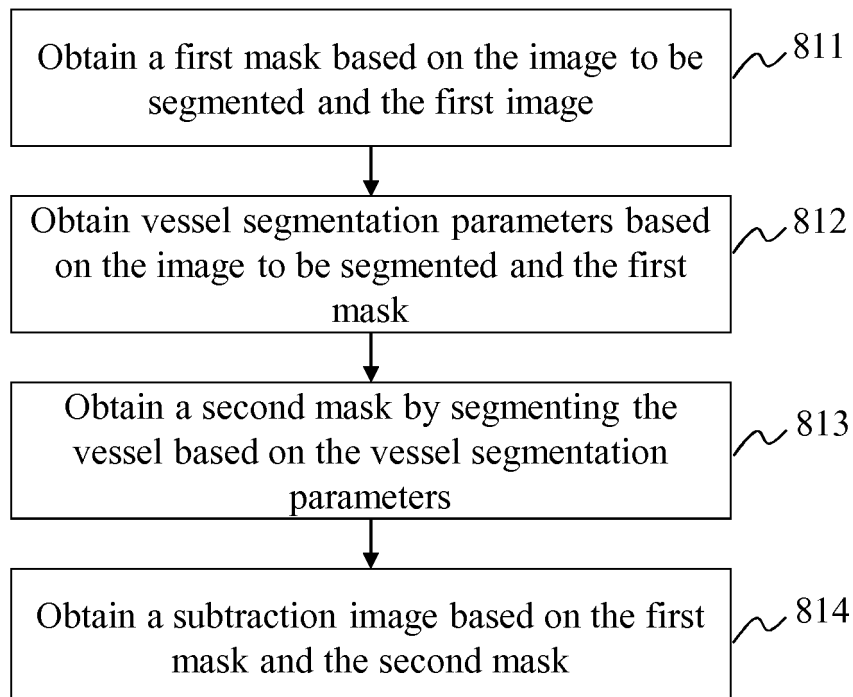 Obtain a first mask based on the image to be
segmented and the first image
811
Obtain vessel segmentation parameters based
on the image to be segmented and the first
mask
812
Obtain a second mask by segmenting the
vessel based on the vessel segmentation
parameters
813
Obtain a subtraction image based on the first
mask and the second mask
814